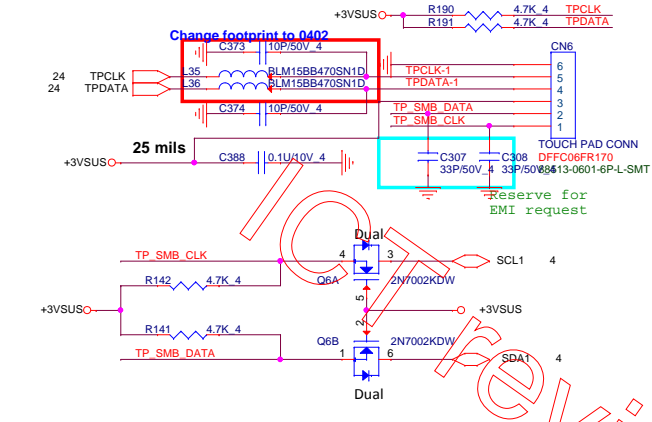 +3VSUS R190 4.7K_4 TPCLK
R191 4.7K_4 TPDATA
Change footprint to 0402
C373 10P/50V_4 CN6
24 TPCLK L35 BLM15BB470SN1D TPCLK-1 6
24 TPDATA L36 BLM15BB470SN1D TPDATA-1 5
4
3
C374 10P/50V_4 TP_SMB_DATA 2
TP_SMB_CLK 1
25 mils TOUCH PAD CONN
+3VSUS C388 0.1U/10V_4 C307 C308 DFFC06FR170
33P/50V_4 33P/50V_4 88513-0601-6P-L-SMT
Reserve for
EMI request
Dual
TP_SMB_CLK 4 3 SCL1 4
R142 4.7K_4 Q6A 2N7002KDW
5
+3VSUS +3VSUS
2
R141 4.7K_4 Q6B 2N7002KDW
TP_SMB_DATA 1 6 SDA1 4
Dual